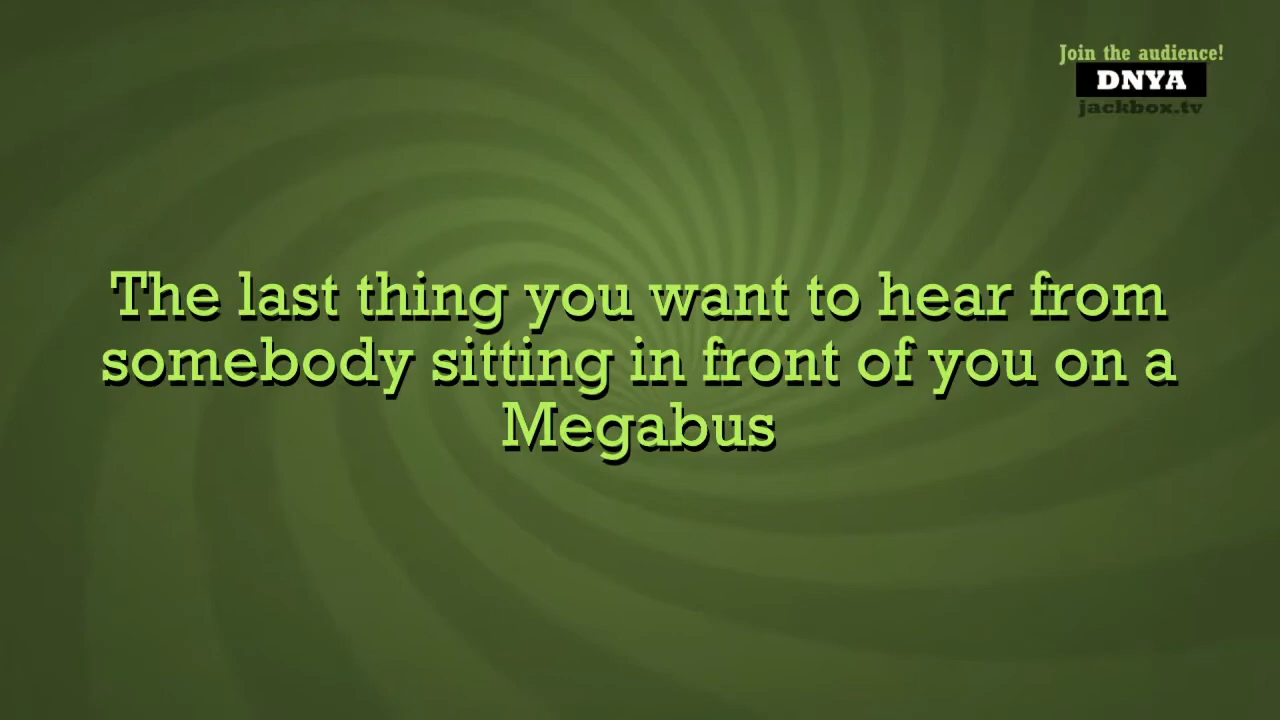 Join the audience!
DNYA
jackbox.tv
The last thing you want to hear from
somebody sitting in front of you on a
Megabus